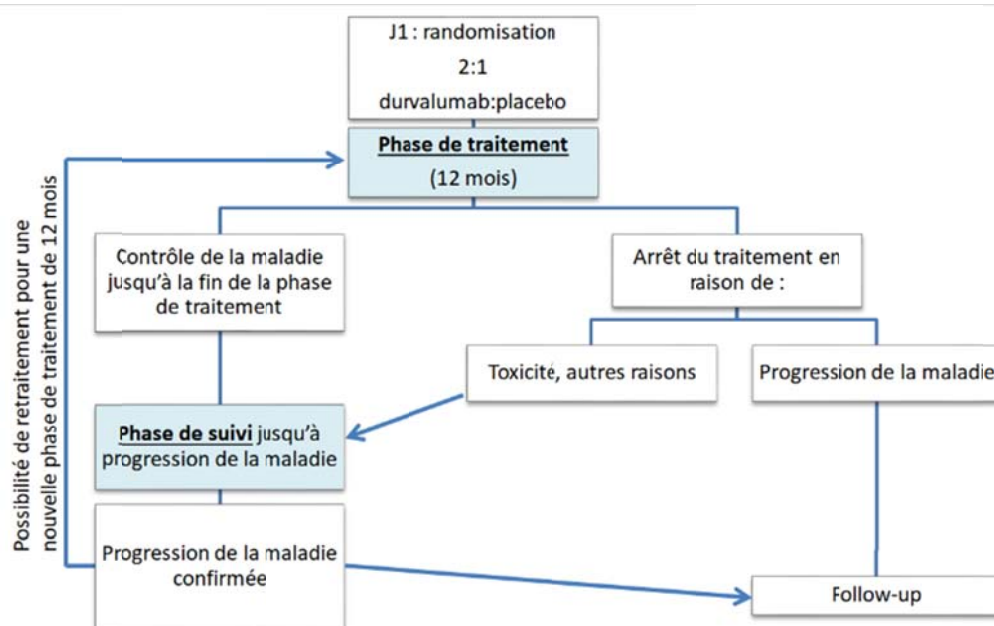 J1 : randomisation
2:1
durvalumab:placebo
Phase de traitement
(12 mois)
Possibilité de retraitement pour une
nouvelle phase de traitement de 12 mois
Contrôle de la maladie
jusqu'à la fin de la phase
de traitement
Arrêt du traitement en
raison de :
Toxicité, autres raisons
Progression de la maladie
Phase de suivi jusqu'à
progression de la maladie
Progression de la maladie
confirmée
Follow-up